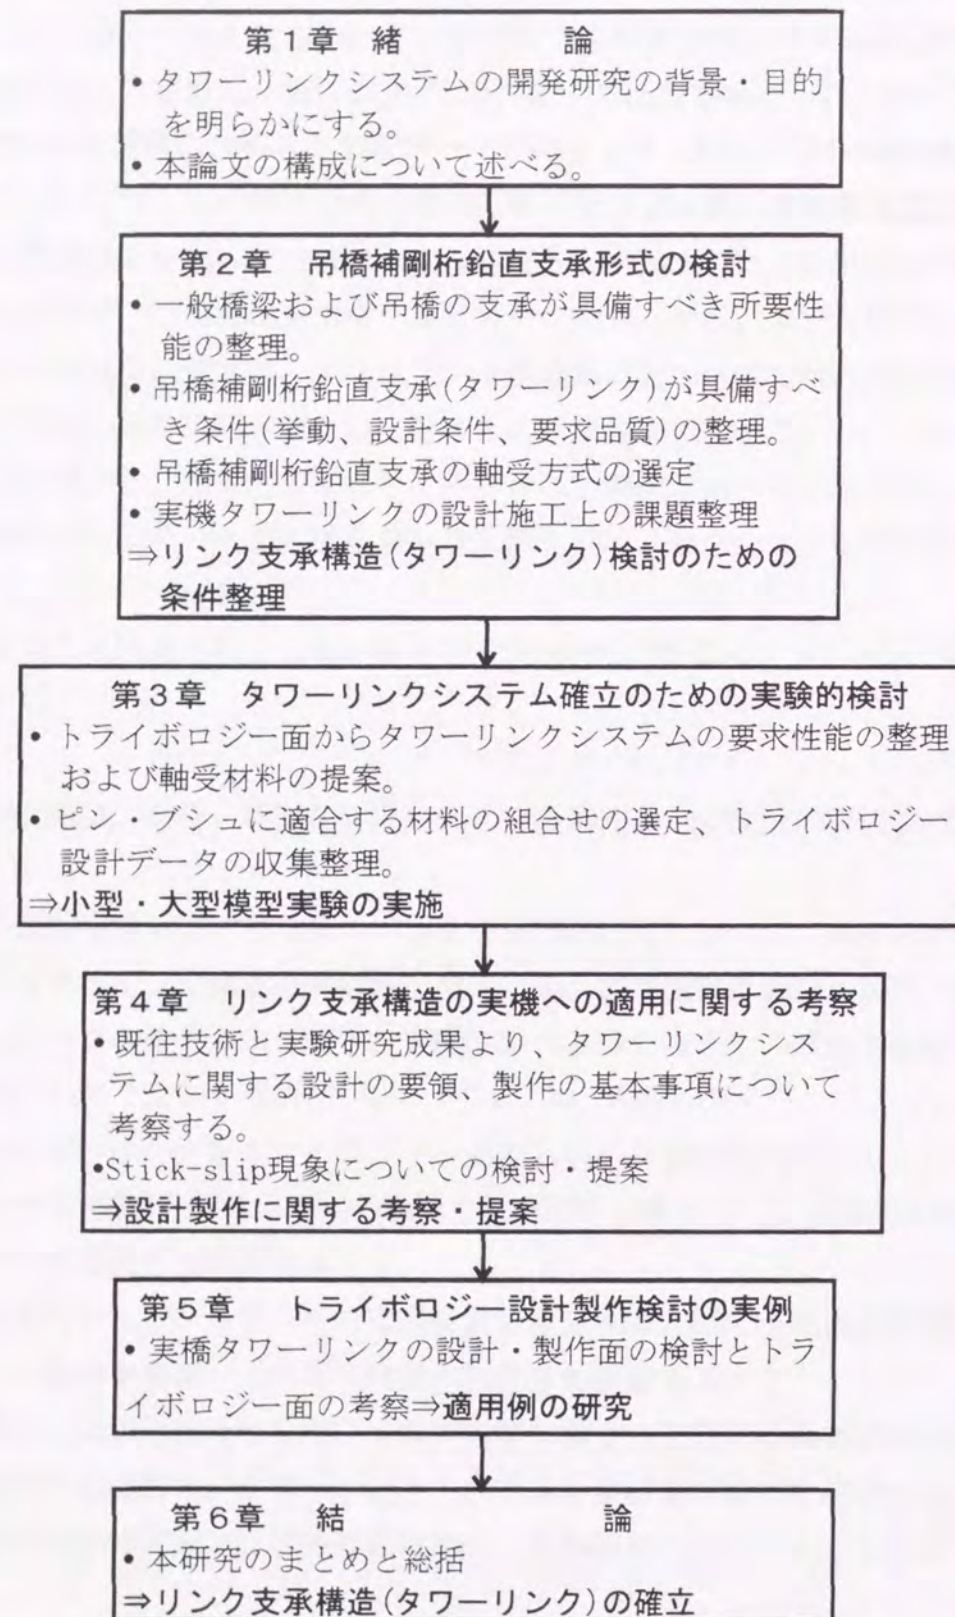 第1章 緒 論
・タワーリンクシステムの開発研究の背景・目的
を明らかにする。
・本論文の構成について述べる。
第2章 吊橋補剛桁鉛直支承形式の検討
・一般橋梁および吊橋の支承が具備すべき所要性
能の整理。
・吊橋補剛桁鉛直支承(タワーリンク)が具備すべ
き条件(挙動、設計条件、要求品質)の整理。
・吊橋補剛桁鉛直支承の軸受方式の選定
・実機タワーリンクの設計施工上の課題整理
⇒リンク支承構造(タワーリンク)検討のための
条件整理
第3章 タワーリンクシステム確立のための実験的検討
・トライボロジー面からタワーリンクシステムの要求性能の整理
および軸受材料の提案。
・ピン・ブシュに適合する材料の組合せの選定、トライボロジー
設計データの収集整理。
⇒小型・大型模型実験の実施
第4章 リンク支承構造の実機への適用に関する考察
・既往技術と実験研究成果より、タワーリンクシス
テムに関する設計の要領、製作の基本事項について
考察する。
・Stick-slip現象についての検討・提案
⇒設計製作に関する考察・提案
第5章 トライボロジー設計製作検討の実例
・実橋タワーリンクの設計・製作面の検討とトラ
イボロジー面の考察⇒適用例の研究
第6章 結 論
・本研究のまとめと総括
⇒リンク支承構造(タワーリンク)の確立